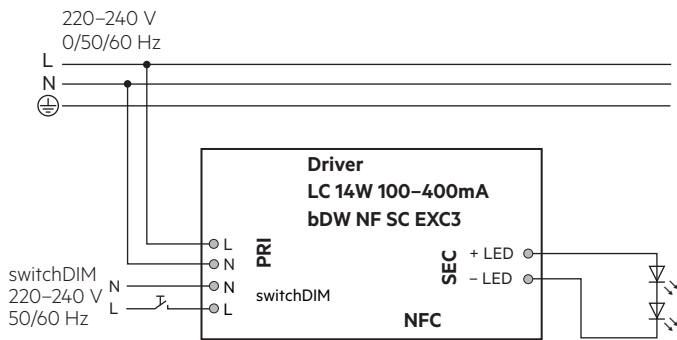 220–240 V
0/50/60 Hz
L
N
Driver
LC 14W 100–400mA
bDW NF SC EXC3
L
N
PRI
N
L
switchDIM
SEC
+ LED
– LED
NFC
switchDIM
220–240 V
50/60 Hz
N
L